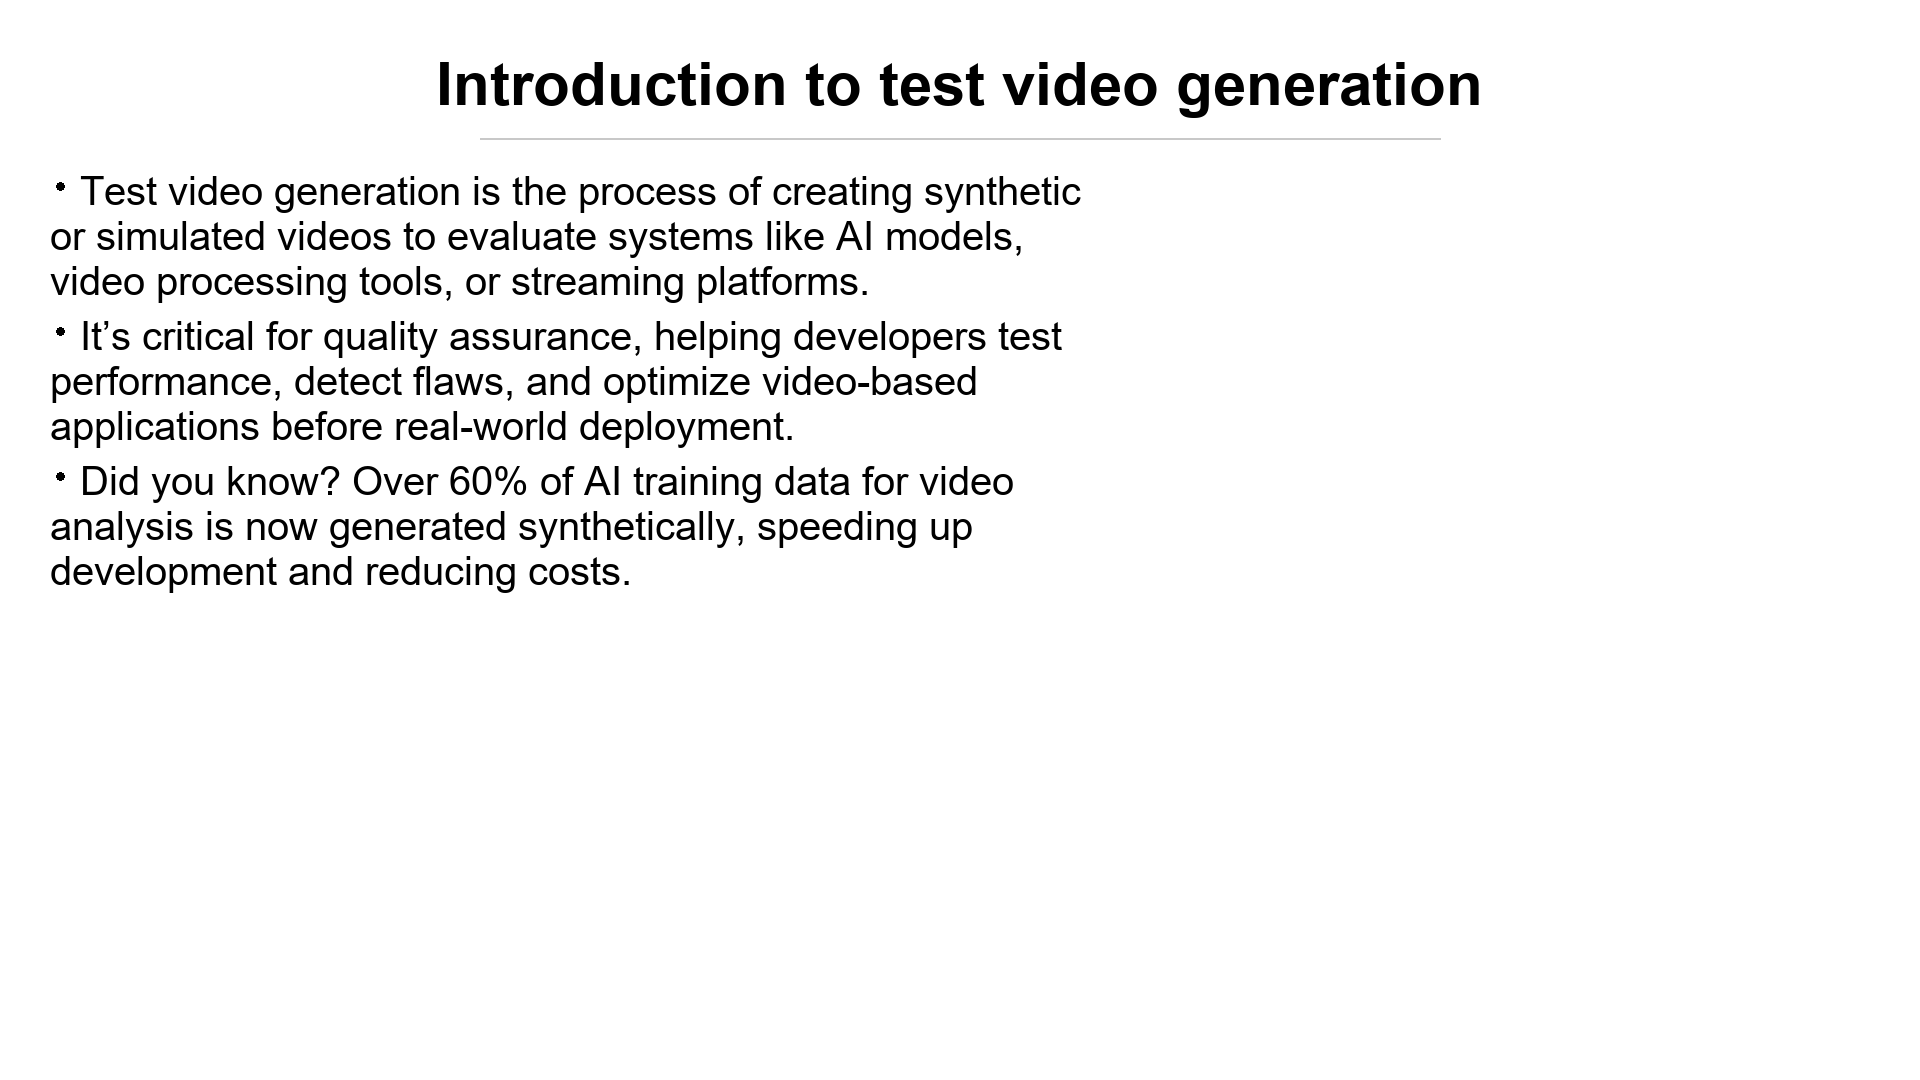 Introduction to test video generation
• Test video generation is the process of creating synthetic
or simulated videos to evaluate systems like AI models,
video processing tools, or streaming platforms.
• It’s critical for quality assurance, helping developers test
performance, detect flaws, and optimize video-based
applications before real-world deployment.
• Did you know? Over 60% of AI training data for video
analysis is now generated synthetically, speeding up
development and reducing costs.